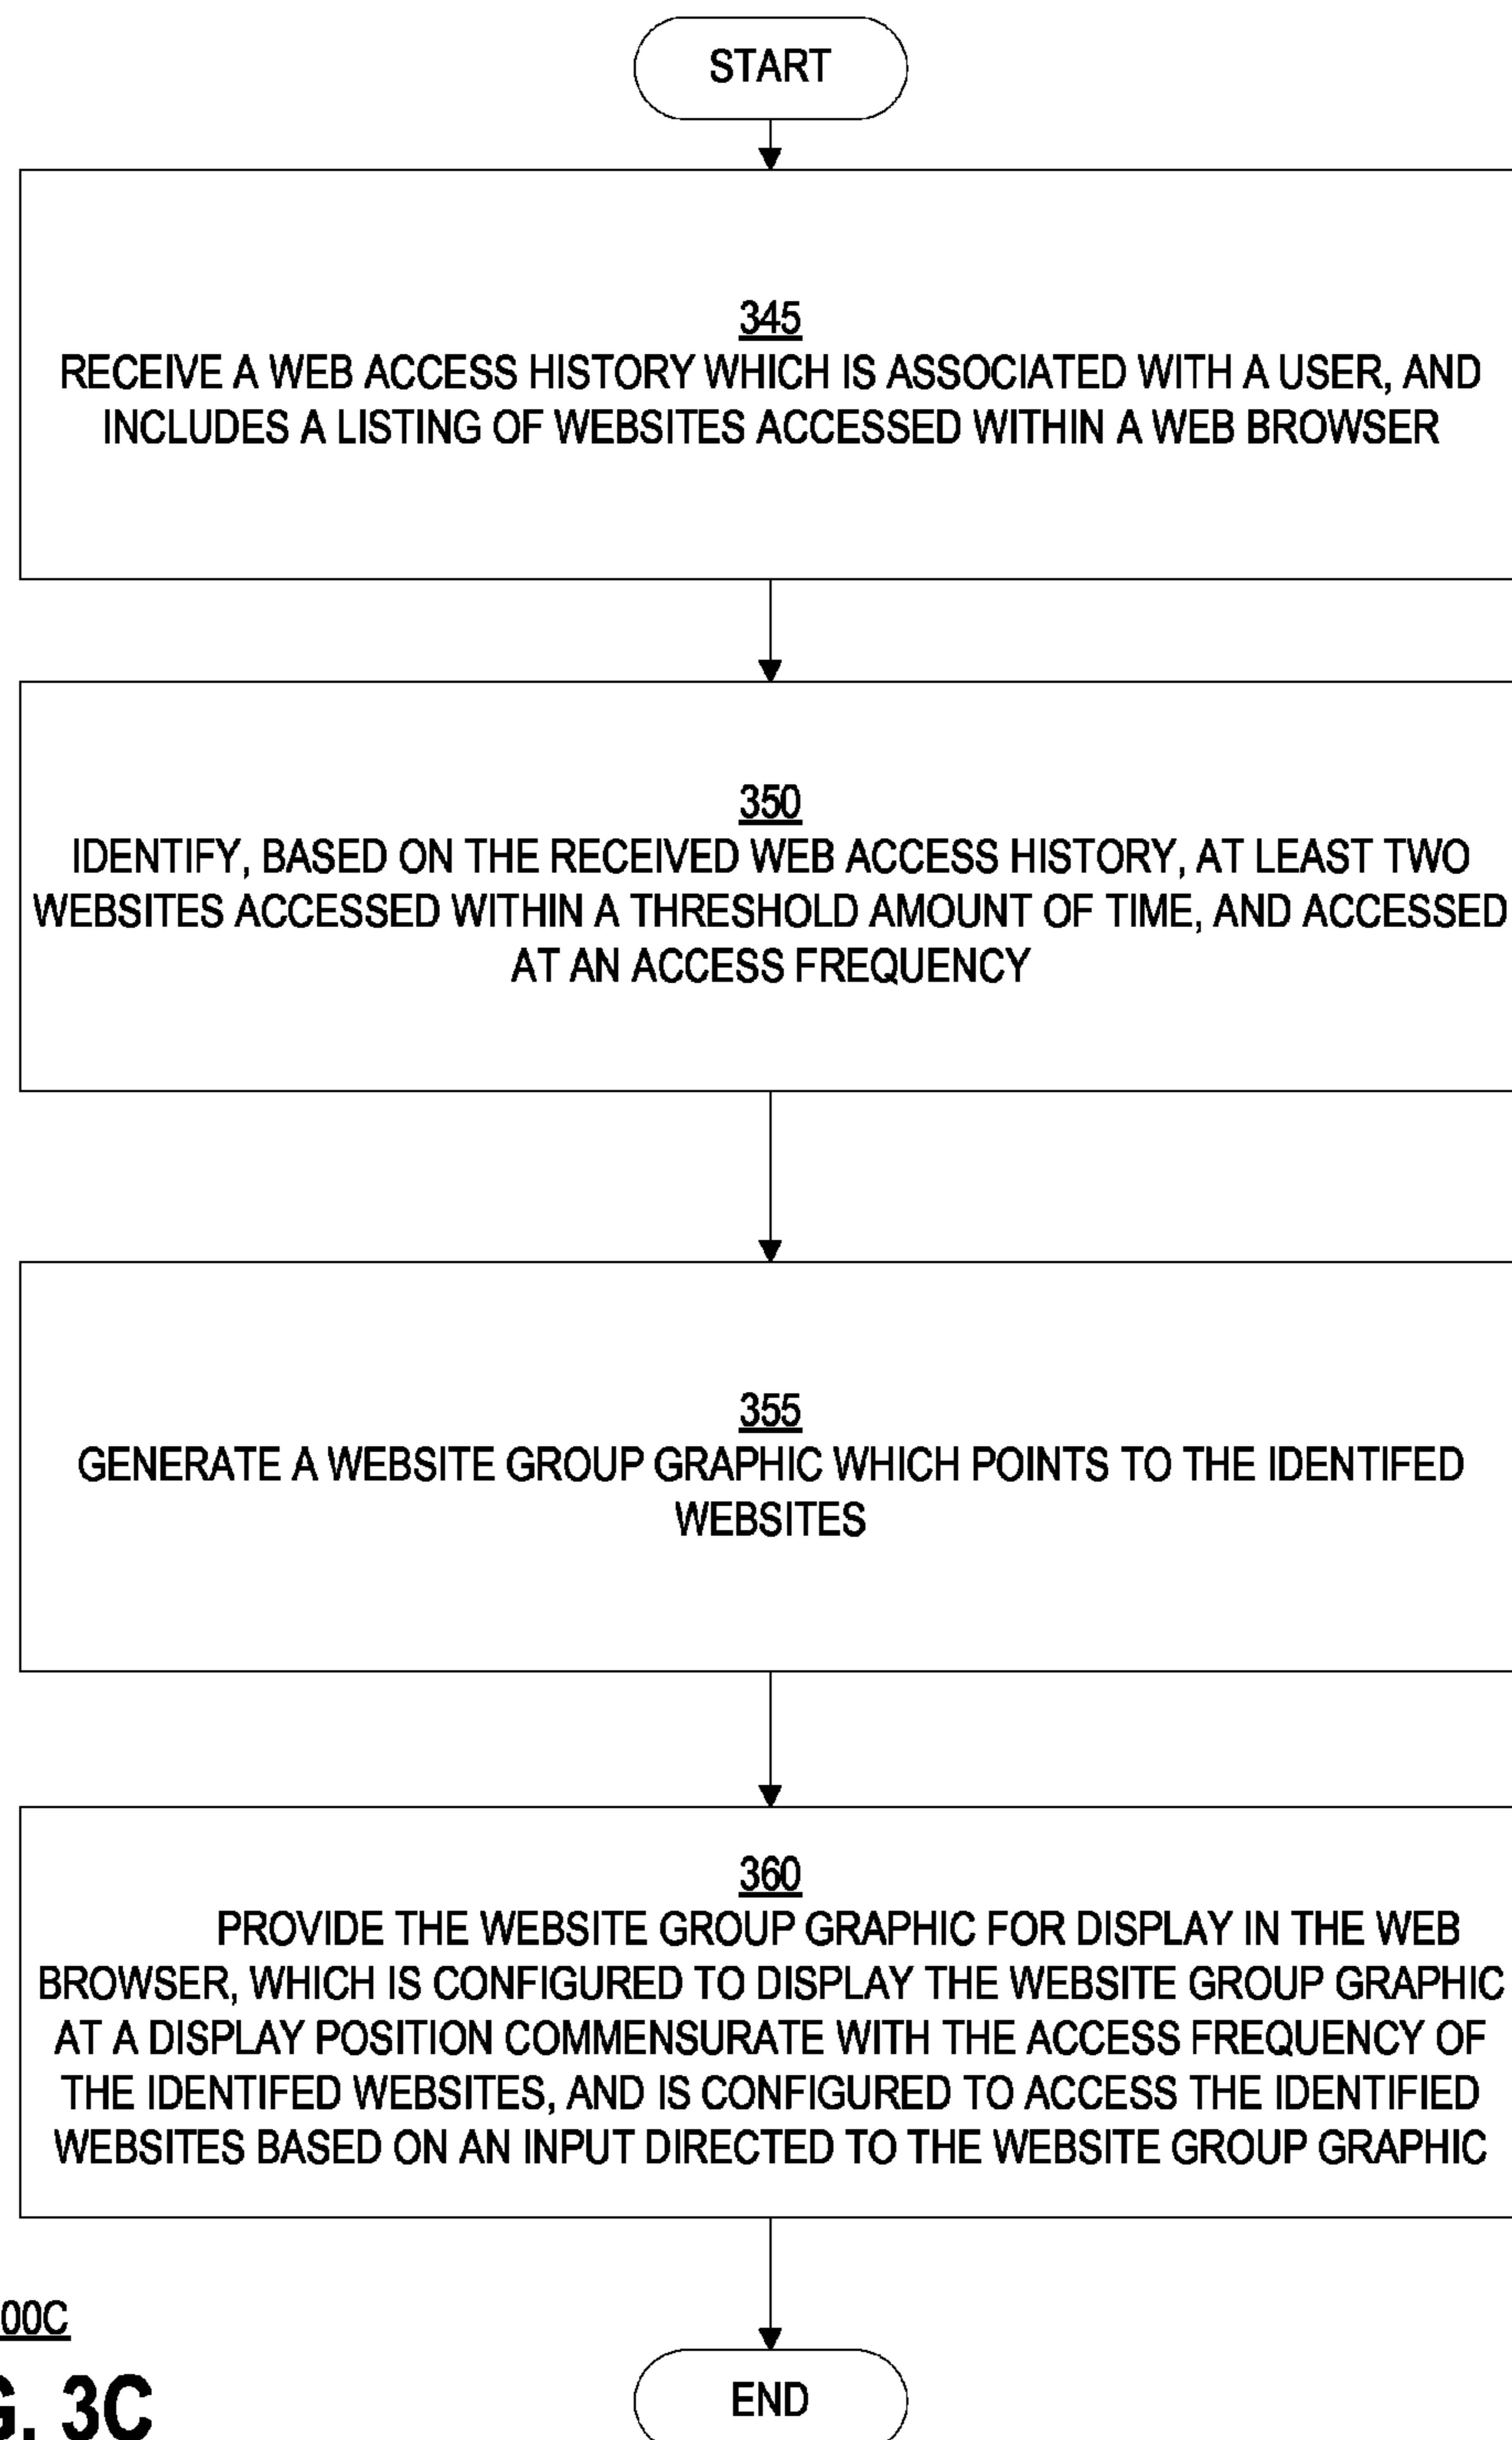 START
345
RECEIVE A WEB ACCESS HISTORY WHICH IS ASSOCIATED WITH A USER, AND
INCLUDES A LISTING OF WEBSITES ACCESSED WITHIN A WEB BROWSER
350
IDENTIFY, BASED ON THE RECEIVED WEB ACCESS HISTORY, AT LEAST TWO
WEBSITES ACCESSED WITHIN A THRESHOLD AMOUNT OF TIME, AND ACCESSED
AT AN ACCESS FREQUENCY
355
GENERATE A WEBSITE GROUP GRAPHIC WHICH POINTS TO THE IDENTIFED
WEBSITES
360
PROVIDE THE WEBSITE GROUP GRAPHIC FOR DISPLAY IN THE WEB
BROWSER, WHICH IS CONFIGURED TO DISPLAY THE WEBSITE GROUP GRAPHIC
AT A DISPLAY POSITION COMMENSURATE WITH THE ACCESS FREQUENCY OF
THE IDENTIFED WEBSITES, AND IS CONFIGURED TO ACCESS THE IDENTIFIED
WEBSITES BASED ON AN INPUT DIRECTED TO THE WEBSITE GROUP GRAPHIC
00C
G. 3C
END